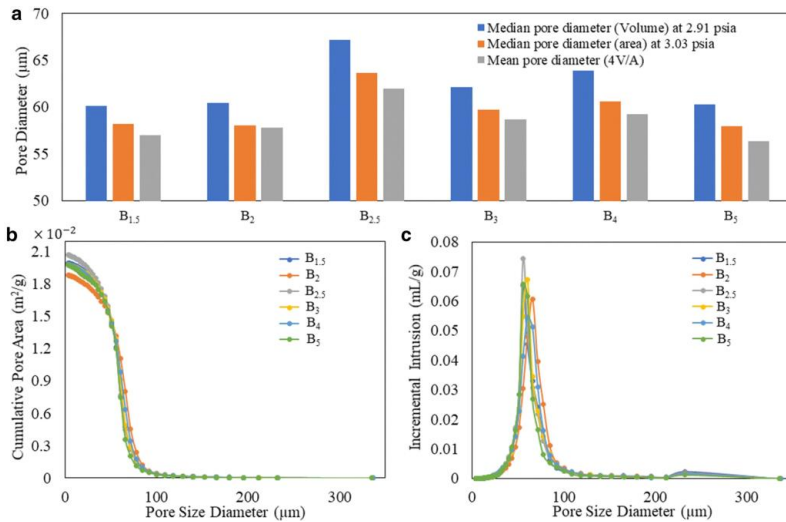 a
70
65
60
55
50
Pore Diameter (μm)
Median pore diameter (Volume) at 2.91 psia
Median pore diameter (area) at 3.03 psia
Mean pore diameter (4V/A)
B1.5 B2 B2.5 B3 B4 B5
b
×10⁻²
2.1
1.8
1.5
1.2
0.9
0.6
0.3
0
Cumulative Pore Area (m²/g)
B1.5
B2
B2.5
B3
B4
B5
0 100 200 300
Pore Size Diameter (μm)
c
0.08
0.07
0.06
0.05
0.04
0.03
0.02
0.01
0
Incremental Intrusion (mL/g)
B1.5
B2
B2.5
B3
B4
B5
0 100 200 300
Pore Size Diameter (μm)